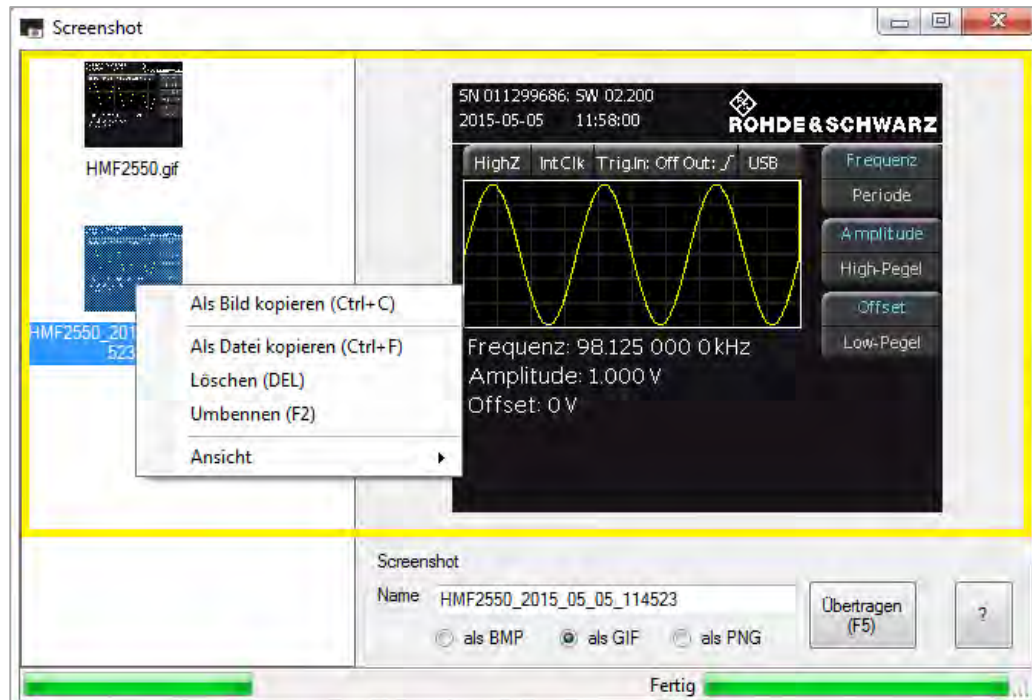 Screenshot
HMF2550.gif
HMF2550_201
523
Als Bild kopieren (Ctrl+C)
Als Datei kopieren (Ctrl+F)
Löschen (DEL)
Umbennen (F2)
Ansicht
SN 011299686; SW 02.200
2015-05-05 11:58:00
ROHDE&SCHWARZ
HighZ IntClk Trig.In: Off Out: USB
Frequenz
Periode
Amplitude
High-Pegel
Offset
Low-Pegel
Frequenz: 98.125 000 0 kHz
Amplitude: 1.000 V
Offset: 0 V
Screenshot
Name HMF2550_2015_05_05_114523
als BMP als GIF als PNG
Übertragen
(F5)
?
Fertig